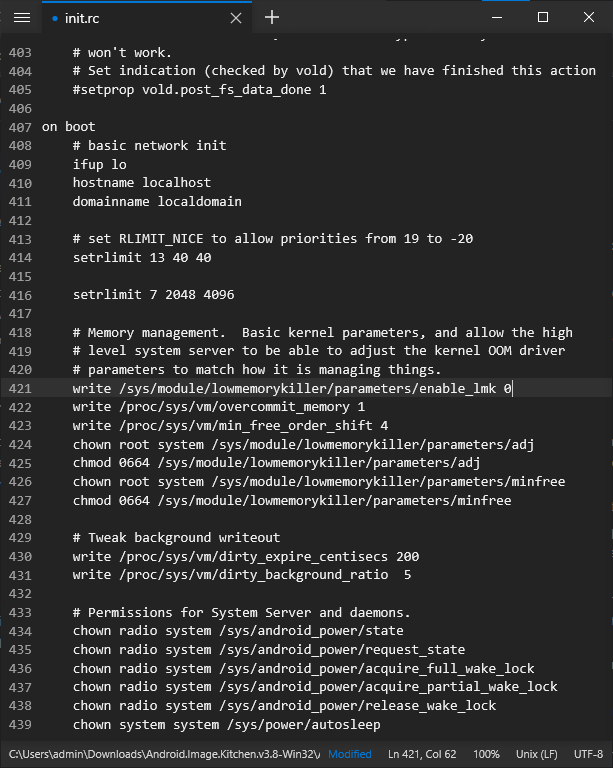 init.rc
403 # won't work.
404 # Set indication (checked by vold) that we have finished this action
405 #setprop vold.post_fs_data_done 1
406
407 on boot
408 # basic network init
409 ifup lo
410 hostname localhost
411 domainname localdomain
412
413 # set RLIMIT_NICE to allow priorities from 19 to -20
414 setrlimit 13 40 40
415
416 setrlimit 7 2048 4096
417
418 # Memory management.  Basic kernel parameters, and allow the high
419 # level system server to be able to adjust the kernel OOM driver
420 # parameters to match how it is managing things.
421 write /sys/module/lowmemorykiller/parameters/enable_lmk 0
422 write /proc/sys/vm/overcommit_memory 1
423 write /proc/sys/vm/min_free_order_shift 4
424 chown root system /sys/module/lowmemorykiller/parameters/adj
425 chmod 0664 /sys/module/lowmemorykiller/parameters/adj
426 chown root system /sys/module/lowmemorykiller/parameters/minfree
427 chmod 0664 /sys/module/lowmemorykiller/parameters/minfree
428
429 # Tweak background writeout
430 write /proc/sys/vm/dirty_expire_centisecs 200
431 write /proc/sys/vm/dirty_background_ratio  5
432
433 # Permissions for System Server and daemons.
434 chown radio system /sys/android_power/state
435 chown radio system /sys/android_power/request_state
436 chown radio system /sys/android_power/acquire_full_wake_lock
437 chown radio system /sys/android_power/acquire_partial_wake_lock
438 chown radio system /sys/android_power/release_wake_lock
439 chown system system /sys/power/autosleep
C:\Users\admin\Downloads\Android.Image.Kitchen.v3.8-Win32\ Modified Ln 421, Col 62 100% Unix (LF) UTF-8